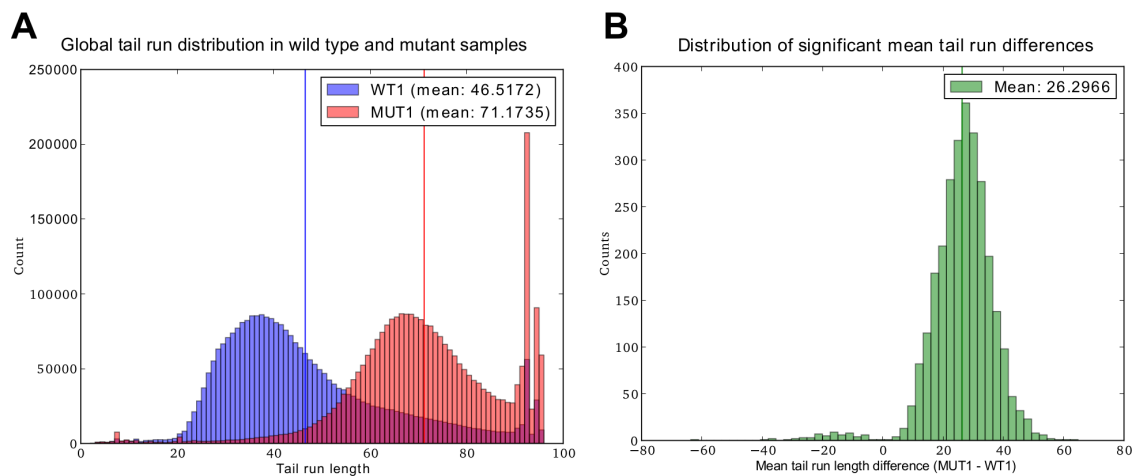 A
Global tail run distribution in wild type and mutant samples
250000
200000
150000
100000
50000
0
Count
WT1 (mean: 46.5172)
MUT1 (mean: 71.1735)
0 20 40 60 80 100
Tail run length
B
Distribution of significant mean tail run differences
400
350
300
250
200
150
100
50
0
Counts
Mean: 26.2966
−80 −60 −40 −20 0 20 40 60 80
Mean tail run length difference (MUT1 - WT1)